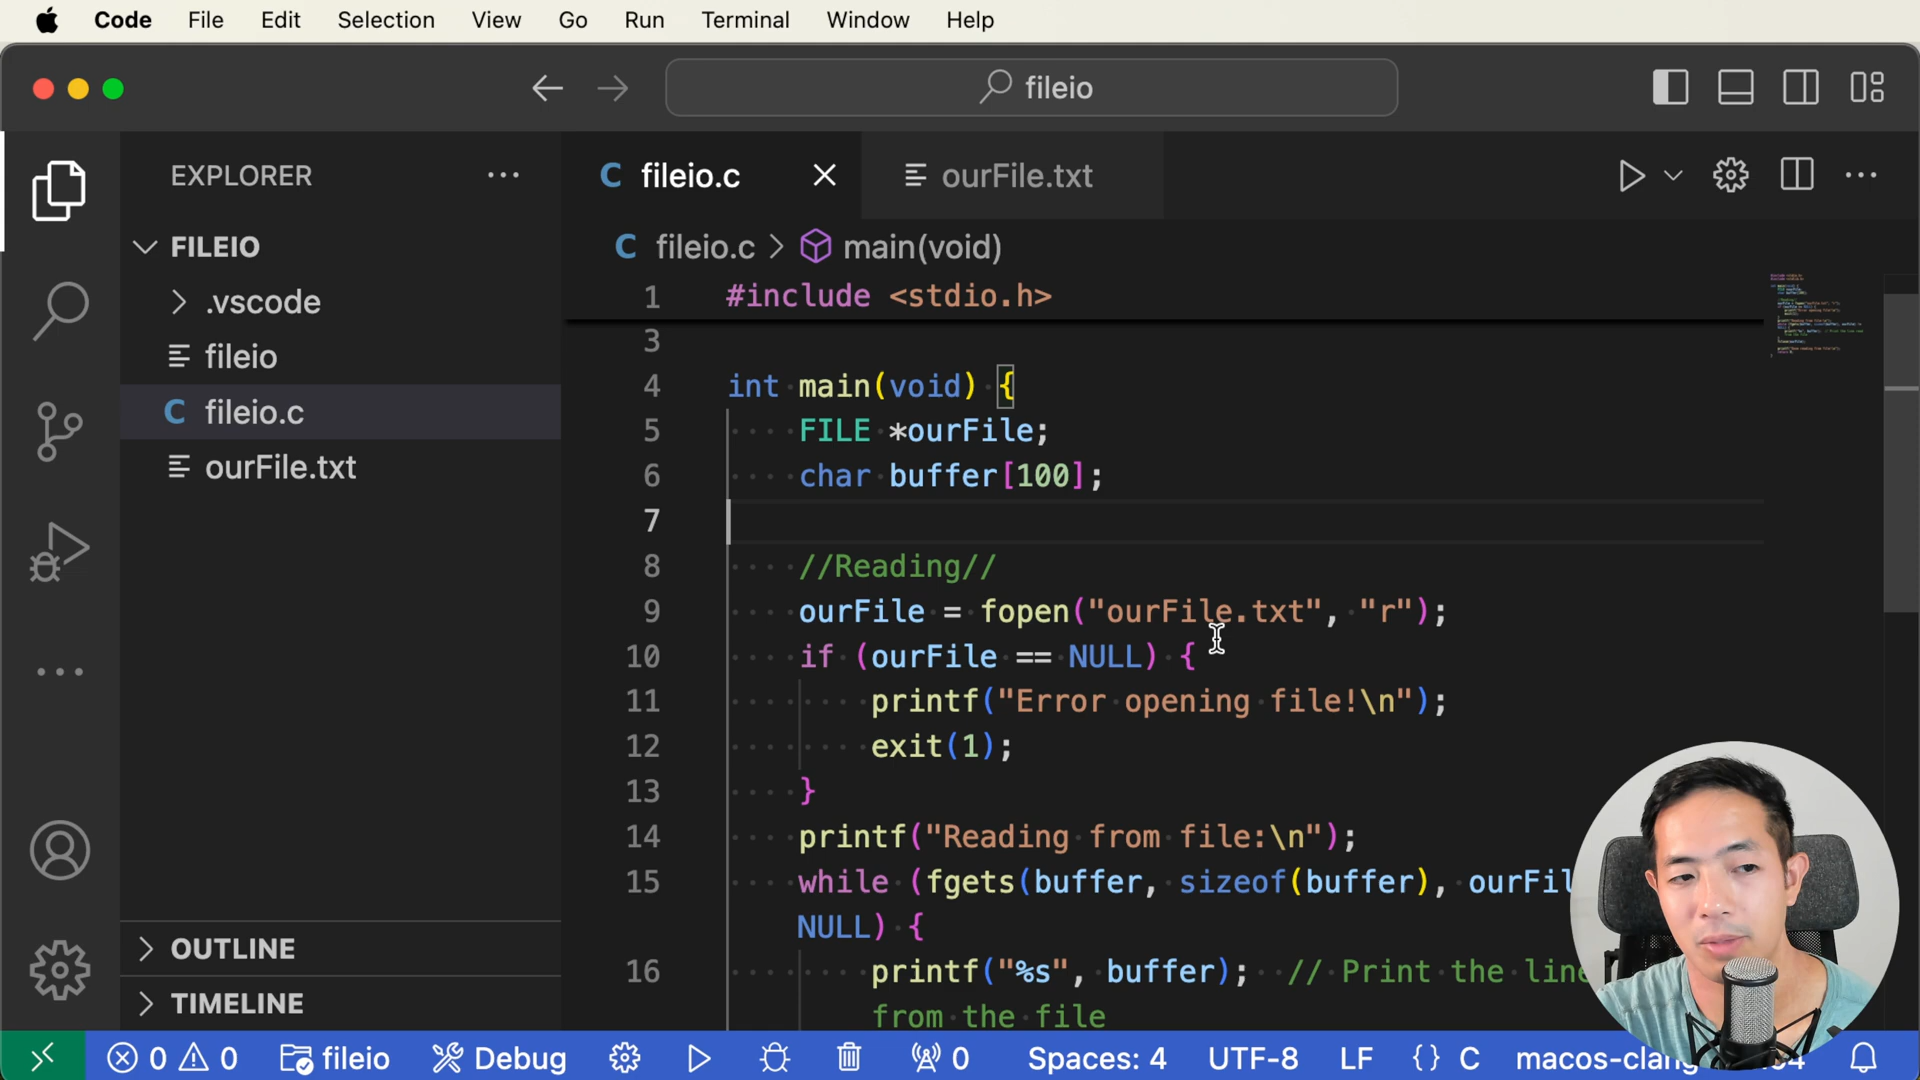 Code File Edit Selection View Go Run Terminal Window Help
fileio
EXPLORER
FILEIO
.vscode
fileio
C fileio.c
ourFile.txt
OUTLINE
TIMELINE
C fileio.c
ourFile.txt
C fileio.c > main(void)
1 #include <stdio.h>
3
4 int main(void) {
5 FILE *ourFile;
6 char buffer[100];
7
8 //Reading//
9 ourFile = fopen("ourFile.txt", "r");
10 if (ourFile == NULL) {
11 printf("Error opening file!\n");
12 exit(1);
13 }
14 printf("Reading from file:\n");
15 while (fgets(buffer, sizeof(buffer), ourFil
NULL) {
16 printf("%s", buffer); // Print the line
from the file
0 0 fileio Debug 0 Spaces: 4 UTF-8 LF {} C macos-clang